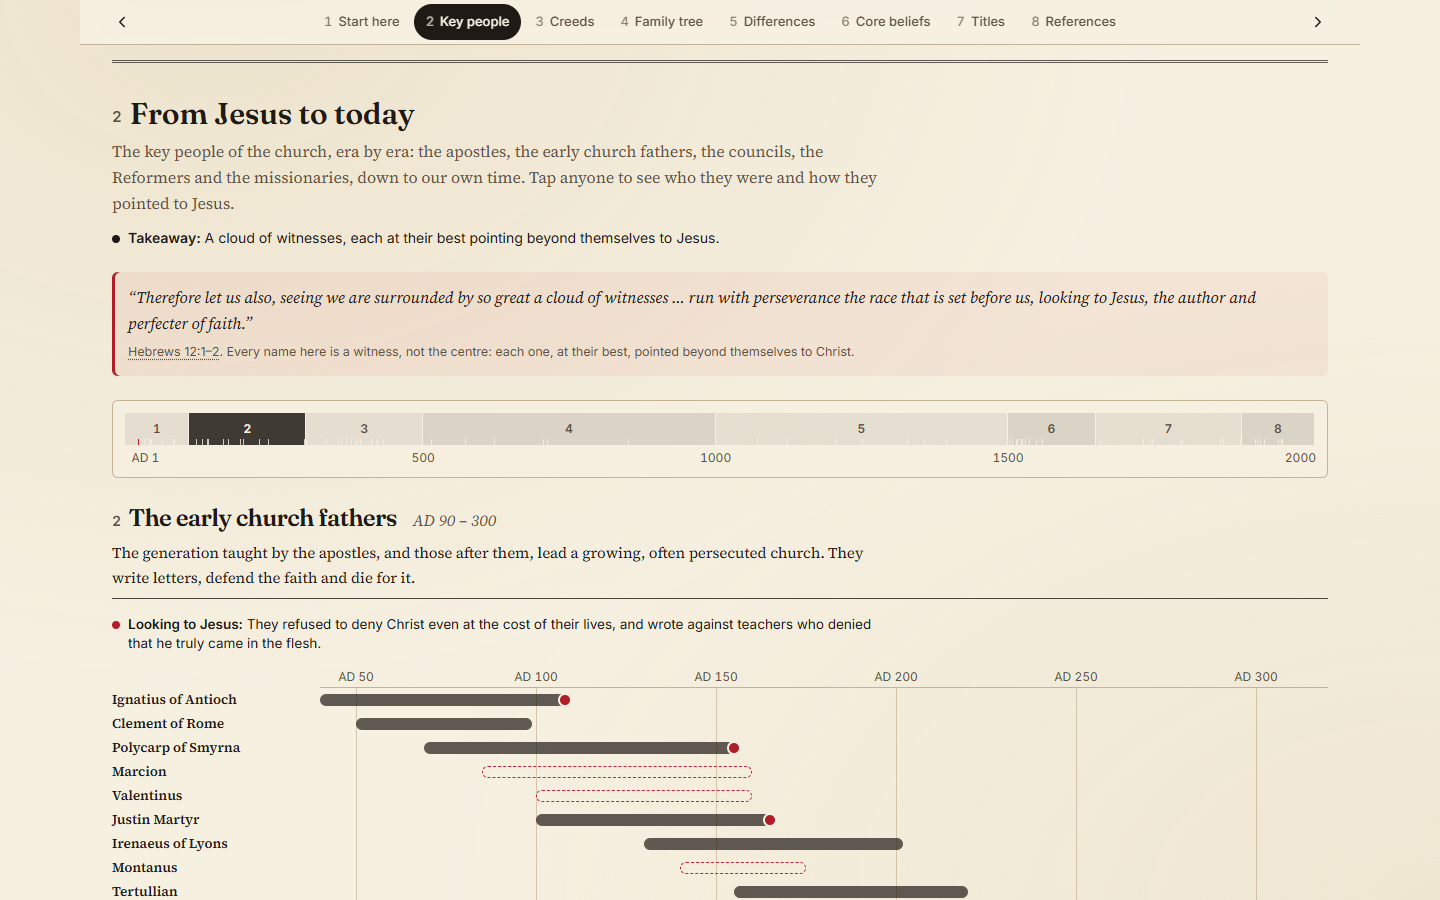 1 Start here 2 Key people 3 Creeds 4 Family tree 5 Differences 6 Core beliefs 7 Titles 8 References
2 From Jesus to today
The key people of the church, era by era: the apostles, the early church fathers, the councils, the
Reformers and the missionaries, down to our own time. Tap anyone to see who they were and how they
pointed to Jesus.
Takeaway: A cloud of witnesses, each at their best pointing beyond themselves to Jesus.
“Therefore let us also, seeing we are surrounded by so great a cloud of witnesses ... run with perseverance the race that is set before us, looking to Jesus, the author and
perfecter of faith.”
Hebrews 12:1–2. Every name here is a witness, not the centre: each one, at their best, pointed beyond themselves to Christ.
1 2 3 4 5 6 7 8
AD 1 500 1000 1500 2000
2 The early church fathers AD 90 – 300
The generation taught by the apostles, and those after them, lead a growing, often persecuted church. They
write letters, defend the faith and die for it.
Looking to Jesus: They refused to deny Christ even at the cost of their lives, and wrote against teachers who denied
that he truly came in the flesh.
AD 50 AD 100 AD 150 AD 200 AD 250 AD 300
Ignatius of Antioch
Clement of Rome
Polycarp of Smyrna
Marcion
Valentinus
Justin Martyr
Irenaeus of Lyons
Montanus
Tertullian